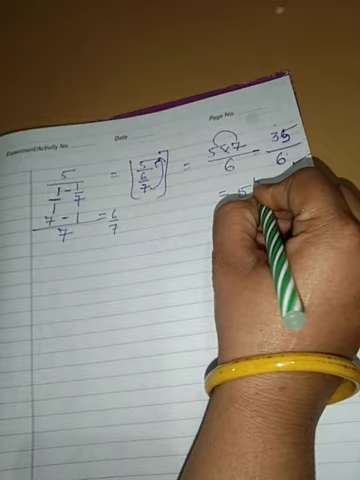 Experiment/Activity No. Date Page No.
5/(1/1 - 1/7) = [5/(6/7)] = 5×7/6 = 35/6
7 - 1/7 = 6/7
= 5